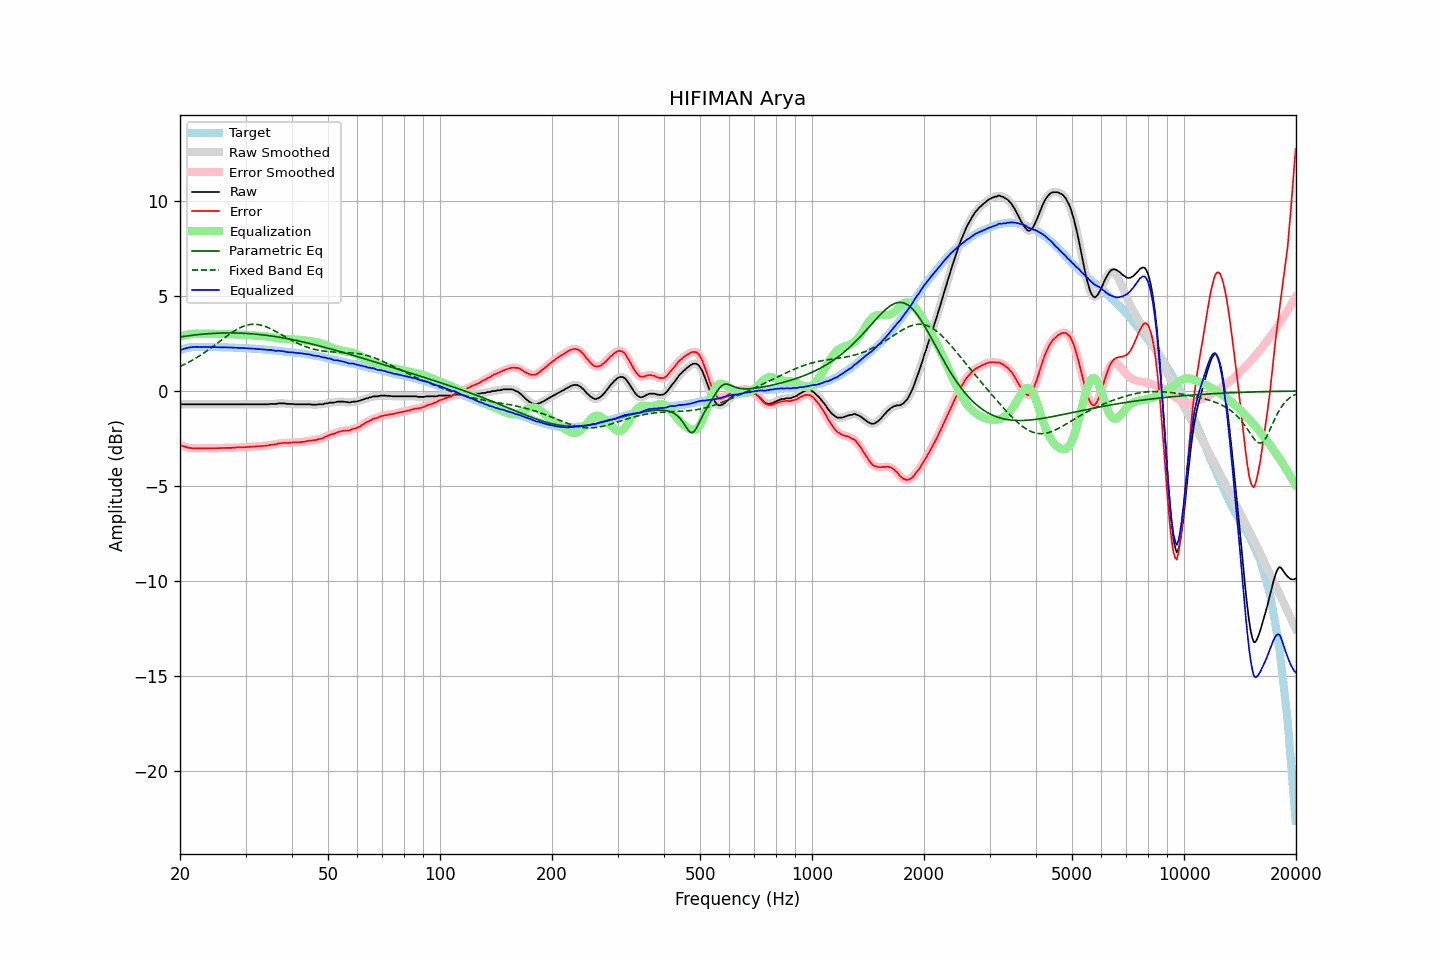 HIFIMAN Arya
Target
Raw Smoothed
Error Smoothed
Raw
Error
Equalization
Parametric Eq
Fixed Band Eq
Equalized
10
5
0
−5
−10
−15
−20
Amplitude (dBr)
20 50 100 200 500 1000 2000 5000 10000 20000
Frequency (Hz)